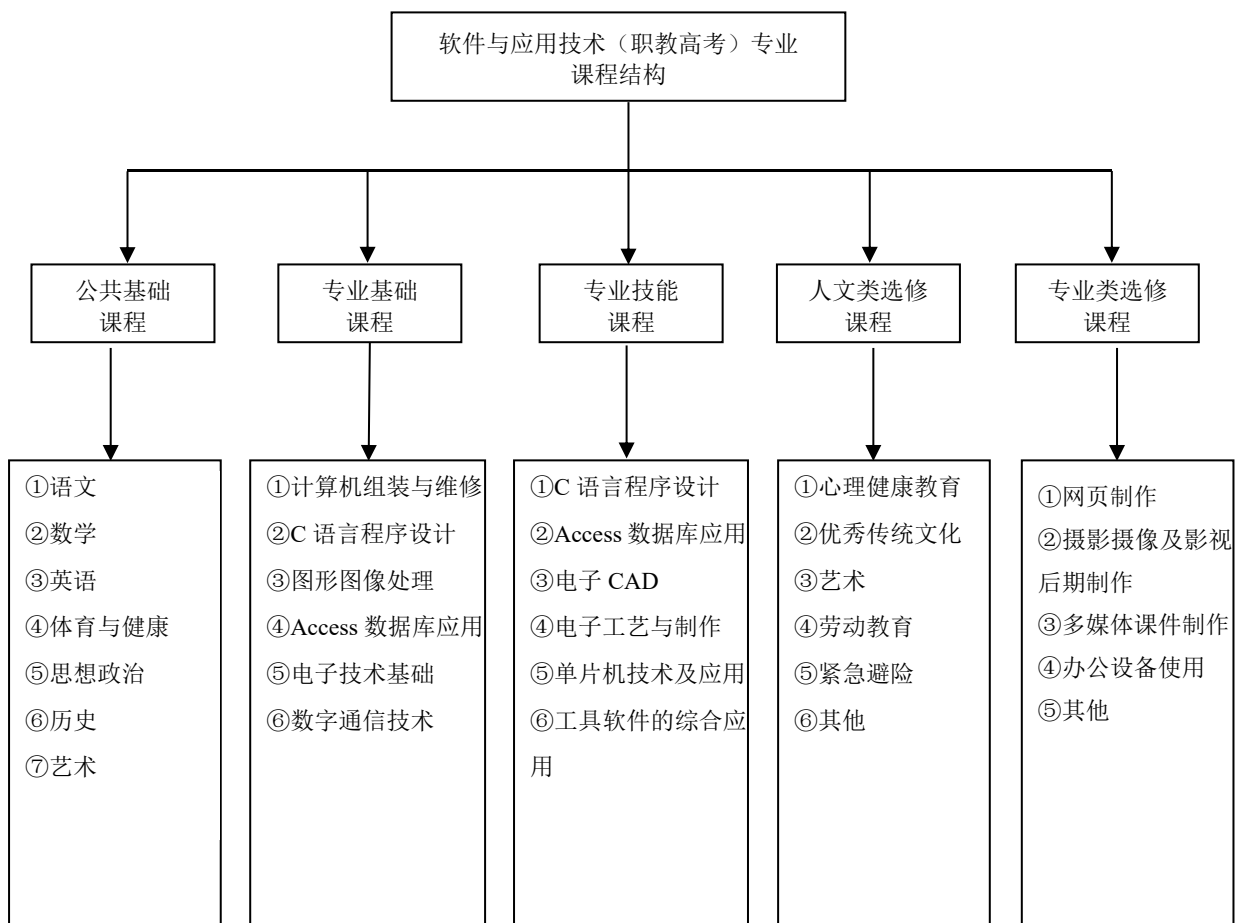 软件与应用技术（职教高考）专业
课程结构
公共基础
课程
专业基础
课程
专业技能
课程
人文类选修
课程
专业类选修
课程
①语文
②数学
③英语
④体育与健康
⑤思想政治
⑥历史
⑦艺术
①计算机组装与维修
②C 语言程序设计
③图形图像处理
④Access 数据库应用
⑤电子技术基础
⑥数字通信技术
①C 语言程序设计
②Access 数据库应用
③电子 CAD
④电子工艺与制作
⑤单片机技术及应用
⑥工具软件的综合应
用
①心理健康教育
②优秀传统文化
③艺术
④劳动教育
⑤紧急避险
⑥其他
①网页制作
②摄影摄像及影视
后期制作
③多媒体课件制作
④办公设备使用
⑤其他